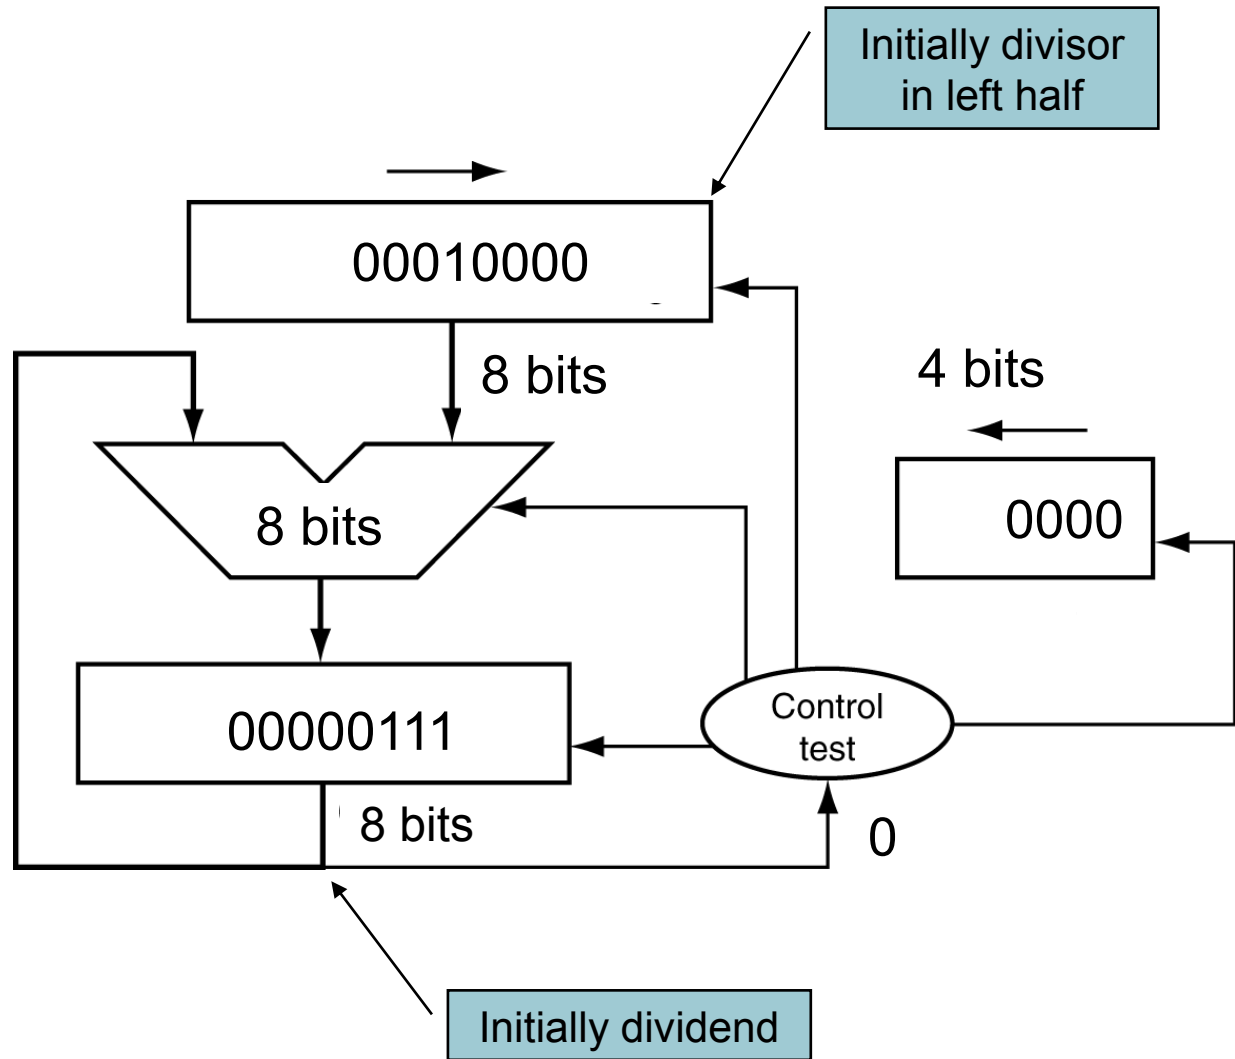 Initially divisor
in left half
00010000
8 bits
4 bits
8 bits
0000
00000111
Control
test
8 bits
0
Initially dividend